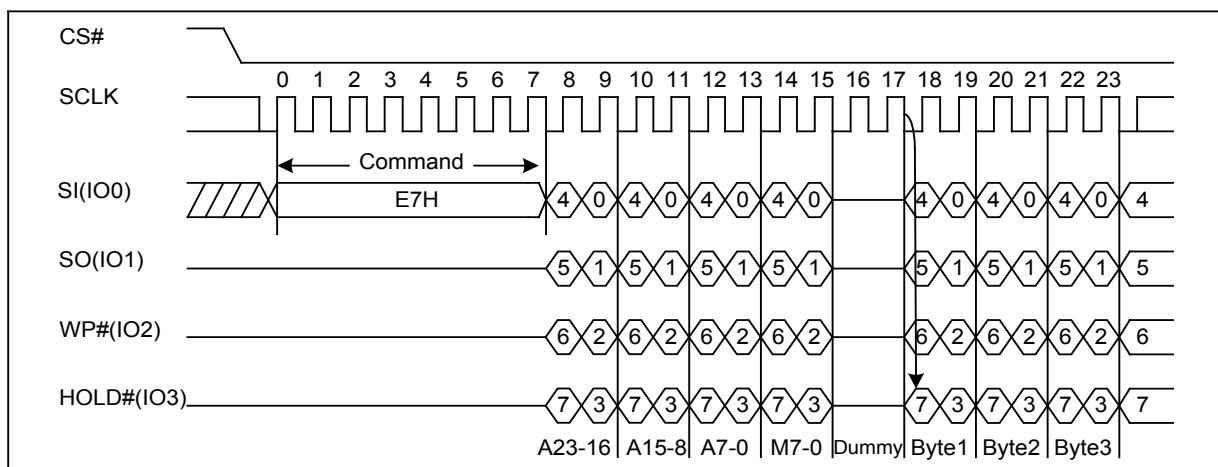 CS#
0 1 2 3 4 5 6 7 8 9 10 11 12 13 14 15 16 17 18 19 20 21 22 23
SCLK
Command
SI(IO0) E7H 4 0 4 0 4 0 4 0 4 0 4 0 4 0 4
SO(IO1) 5 1 5 1 5 1 5 1 5 1 5 1 5 1 5
WP#(IO2) 6 2 6 2 6 2 6 2 6 2 6 2 6 2 6
HOLD#(IO3) 7 3 7 3 7 3 7 3 7 3 7 3 7 3 7
A23-16 A15-8 A7-0 M7-0 Dummy Byte1 Byte2 Byte3